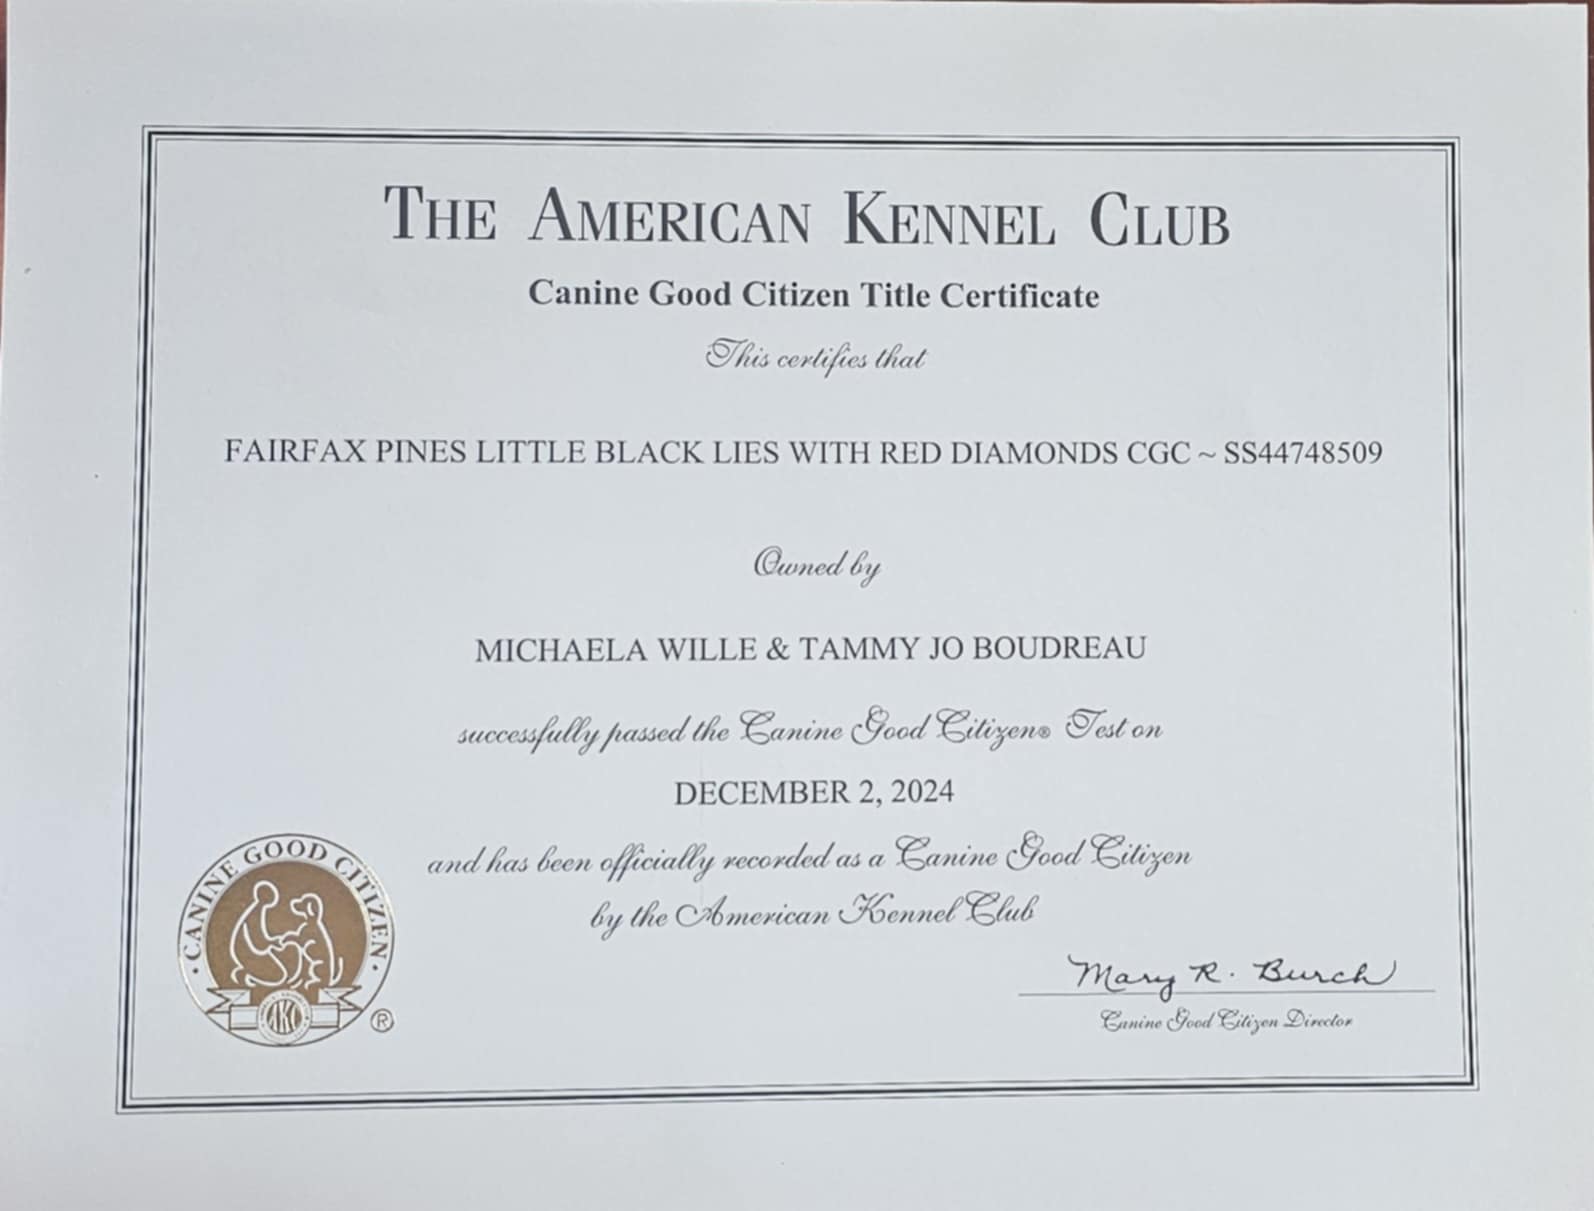 THE AMERICAN KENNEL CLUB
Canine Good Citizen Title Certificate
This certifies that
FAIRFAX PINES LITTLE BLACK LIES WITH RED DIAMONDS CGC ~ SS44748509
Owned by
MICHAELA WILLE & TAMMY JO BOUDREAU
successfully passed the Canine Good Citizen® Test on
DECEMBER 2, 2024
and has been officially recorded as a Canine Good Citizen
by the American Kennel Club
· CANINE GOOD CITIZEN ·
AKC
®
Mary R. Burch
Canine Good Citizen Director